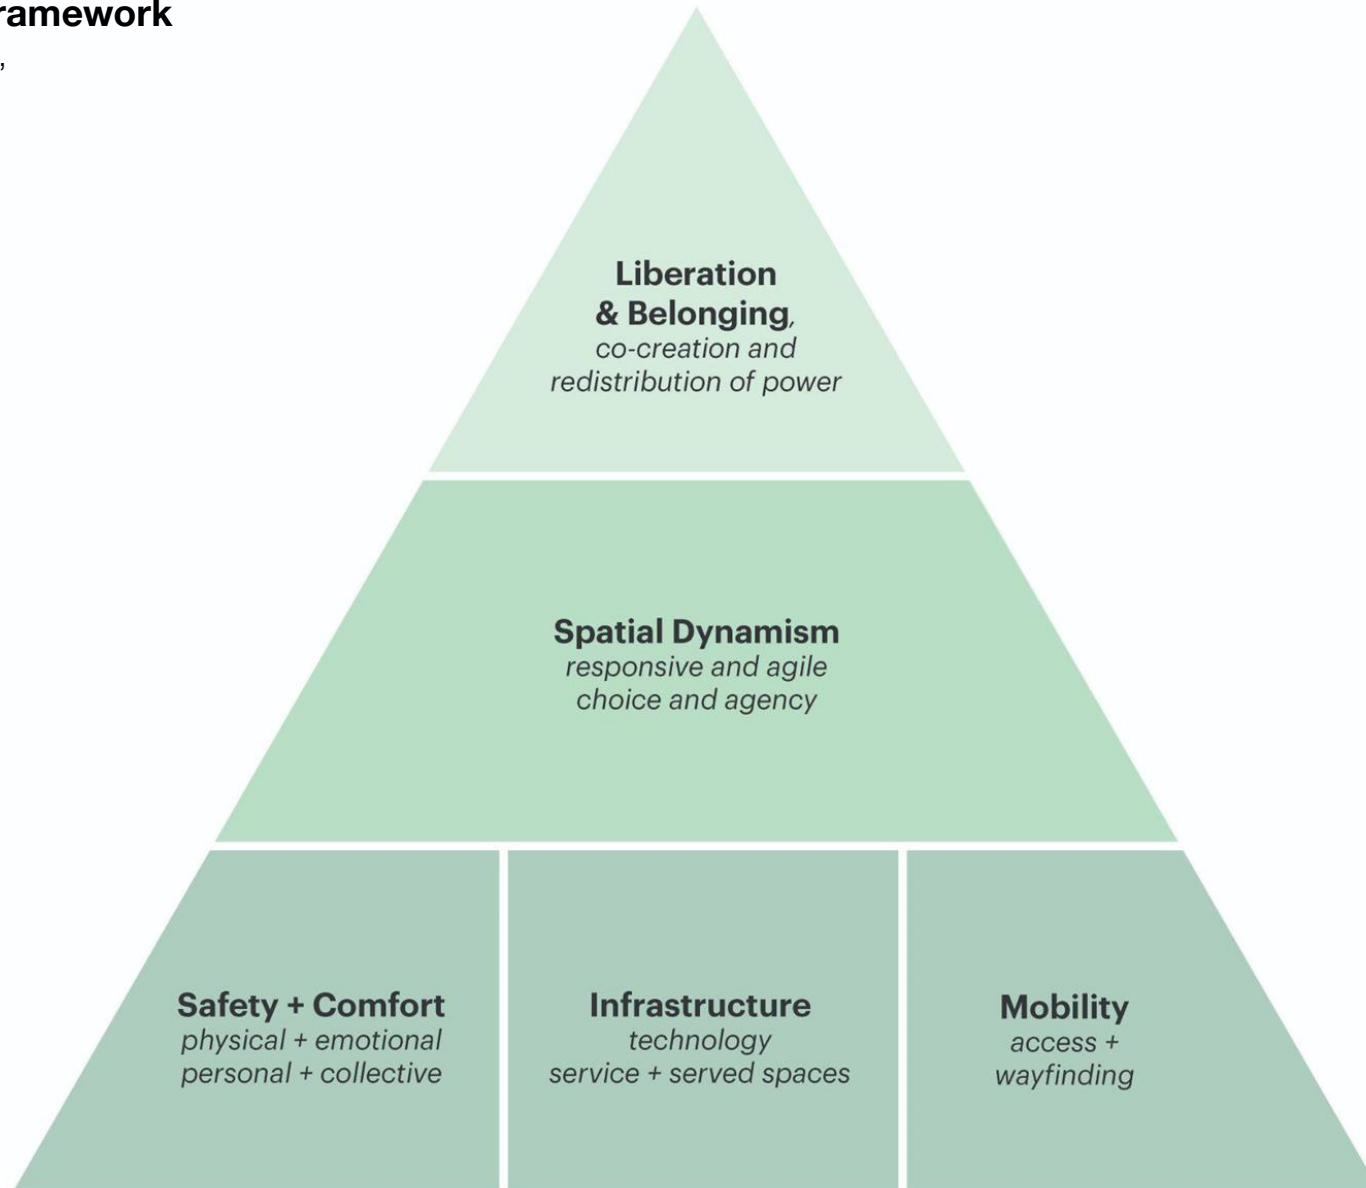 ramework
,
Liberation
& Belonging,
co-creation and
redistribution of power
Spatial Dynamism
responsive and agile
choice and agency
Safety + Comfort
physical + emotional
personal + collective
Infrastructure
technology
service + served spaces
Mobility
access +
wayfinding